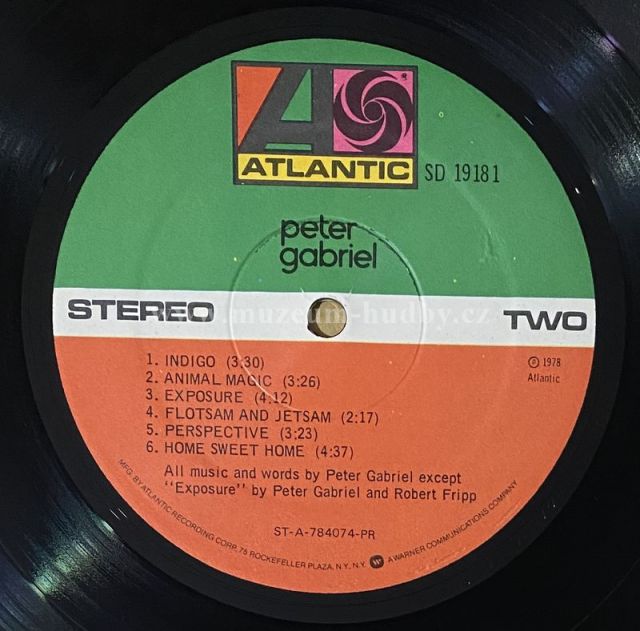 ATLANTIC
SD 19181
peter
gabriel
STEREO
TWO
www.muzeum-hudby.cz
1. INDIGO (3:30)
2. ANIMAL MAGIC (3:26)
3. EXPOSURE (4:12)
4. FLOTSAM AND JETSAM (2:17)
5. PERSPECTIVE (3:23)
6. HOME SWEET HOME (4:37)
℗ 1978
Atlantic
All music and words by Peter Gabriel except
"Exposure" by Peter Gabriel and Robert Fripp
ST-A-784074-PR
MFG. BY ATLANTIC RECORDING CORP. 75 ROCKEFELLER PLAZA, N.Y., N.Y. A WARNER COMMUNICATIONS COMPANY